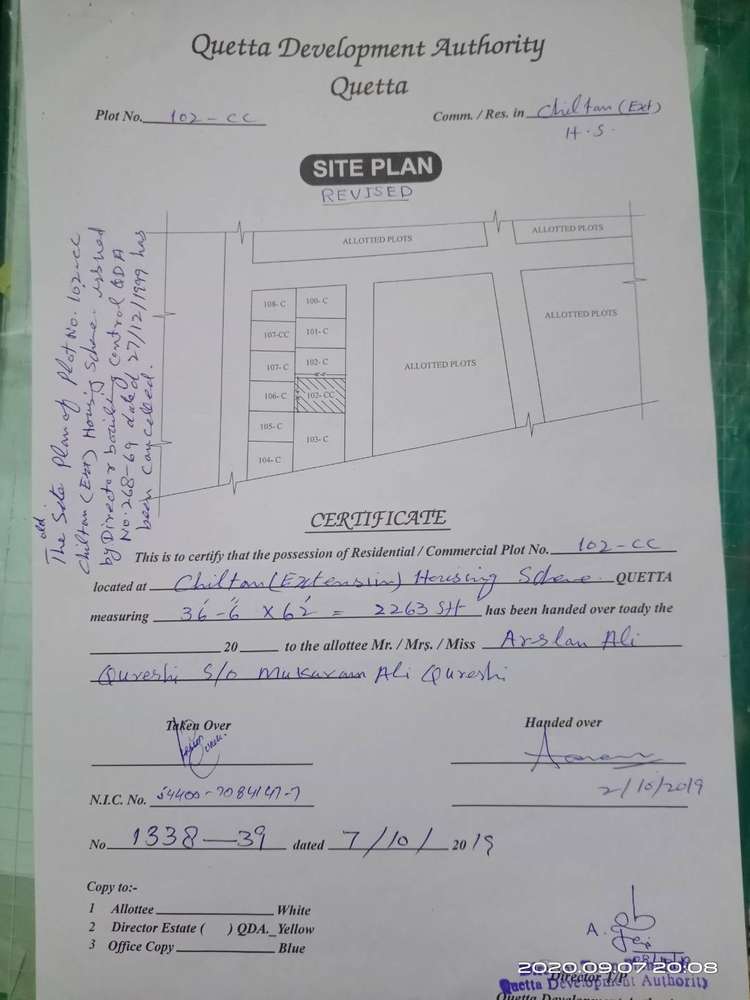 Quetta Development Authority
Quetta
Plot No. 102-CC
Comm. / Res. in Chiltan (Ext)
H.S.
SITE PLAN
REVISED
The old Site Plan of Plot No. 102-CC
Chiltan (Ext) Housing Scheme issued
by Director building Control QDA
No. 268-69 dated 27/12/1999 has
been Cancelled.
ALLOTTED PLOTS
ALLOTTED PLOTS
108- C
100- C
107-CC
101- C
107- C
102- C
106- C
102- CC
105- C
103- C
104- C
ALLOTTED PLOTS
ALLOTTED PLOTS
CERTIFICATE
This is to certify that the possession of Residential / Commercial Plot No. 102-CC
located at Chiltan (Extension) Housing Scheme QUETTA
measuring 36'-6" X 62' = 2263 Sft has been handed over toady the
20 to the allottee Mr. / Mrs. / Miss Arslan Ali
Qureshi S/o Mukaram Ali Qureshi
Taken Over
Handed over
2/10/2019
N.I.C. No. 54400-7084147-7
No 1338-39 dated 7/10/ 2019
Copy to:-
1 Allottee White
2 Director Estate ( ) QDA. Yellow
3 Office Copy Blue
A.
Director T/P
Quetta Development Authority
2020.09.07 20:08